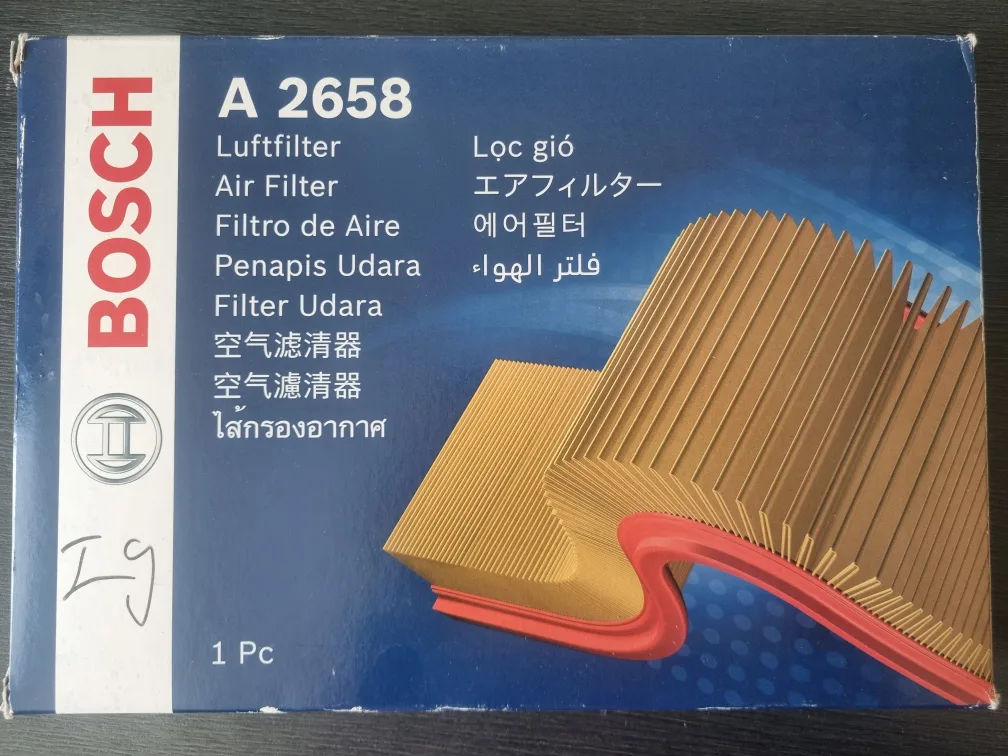 BOSCH
A 2658
Luftfilter
Air Filter
Filtro de Aire
Penapis Udara
Filter Udara
空气滤清器
空气濾清器
ไส้กรองอากาศ
Lọc gió
エアフィルター
에어필터
فلتر الهواء
Ig
1 Pc